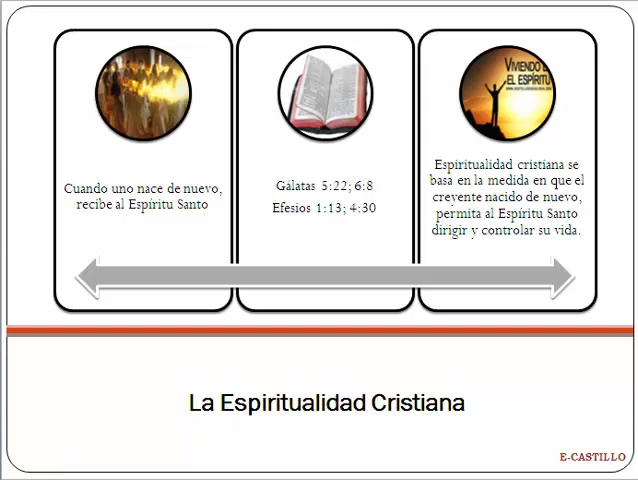 Cuando uno nace de nuevo,
recibe al Espíritu Santo
Gálatas 5:22; 6:8
Efesios 1:13; 4:30
VIVIENDO E
EL ESPÍRITU
Espiritualidad cristiana se
basa en la medida en que el
creyente nacido de nuevo,
permita al Espíritu Santo
dirigir y controlar su vida.
La Espiritualidad Cristiana
E-CASTILLO